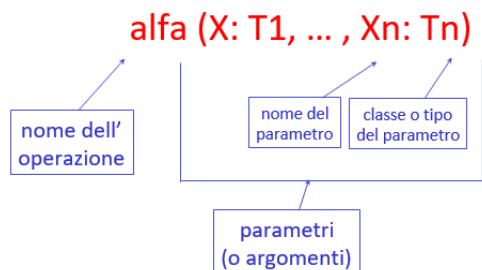 alfa (X: T1, … , Xn: Tn)
nome dell’
operazione
nome del
parametro
classe o tipo
del parametro
parametri
(o argomenti)